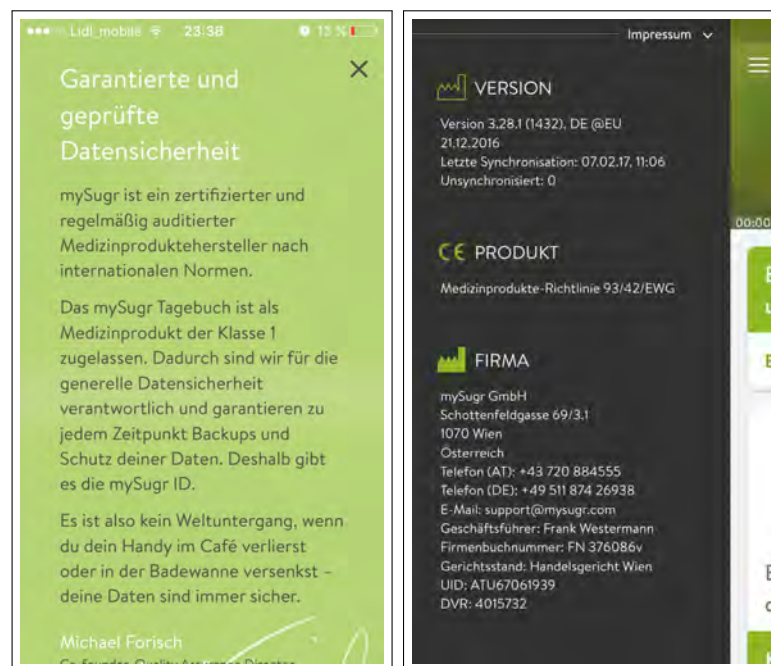 Lidl_mobile 23:38 13 %
Garantierte und
geprüfte
Datensicherheit
mySugr ist ein zertifizierter und
regelmäßig auditierter
Medizinproduktehersteller nach
internationalen Normen.
Das mySugr Tagebuch ist als
Medizinprodukt der Klasse 1
zugelassen. Dadurch sind wir für die
generelle Datensicherheit
verantwortlich und garantieren zu
jedem Zeitpunkt Backups und
Schutz deiner Daten. Deshalb gibt
es die mySugr ID.
Es ist also kein Weltuntergang, wenn
du dein Handy im Café verlierst
oder in der Badewanne versenkst –
deine Daten sind immer sicher.
Michael Forisch
Co-founder, Quality Assurance Director
Impressum
VERSION
Version 3.28.1 (1432), DE @EU
21.12.2016
Letzte Synchronisation: 07.02.17, 11:06
Unsynchronisiert: 0
CE PRODUKT
Medizinprodukte-Richtlinie 93/42/EWG
FIRMA
mySugr GmbH
Schottenfeldgasse 69/3.1
1070 Wien
Österreich
Telefon (AT): +43 720 884555
Telefon (DE): +49 511 874 26938
E-Mail: support@mysugr.com
Geschäftsführer: Frank Westermann
Firmenbuchnummer: FN 376086v
Gerichtsstand: Handelsgericht Wien
UID: ATU67061939
DVR: 4015732
00:00